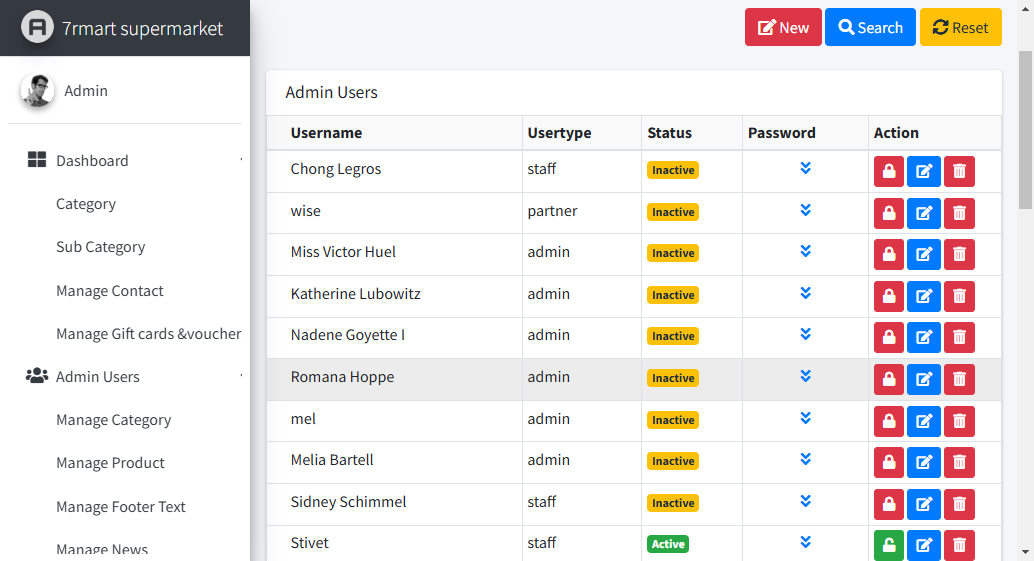 7rmart supermarket
Admin
Dashboard
Category
Sub Category
Manage Contact
Manage Gift cards &voucher
Admin Users
Manage Category
Manage Product
Manage Footer Text
Manage News
New Search Reset
Admin Users
Username Usertype Status Password Action
Chong Legros staff Inactive
wise partner Inactive
Miss Victor Huel admin Inactive
Katherine Lubowitz admin Inactive
Nadene Goyette I admin Inactive
Romana Hoppe admin Inactive
mel admin Inactive
Melia Bartell admin Inactive
Sidney Schimmel staff Inactive
Stivet staff Active